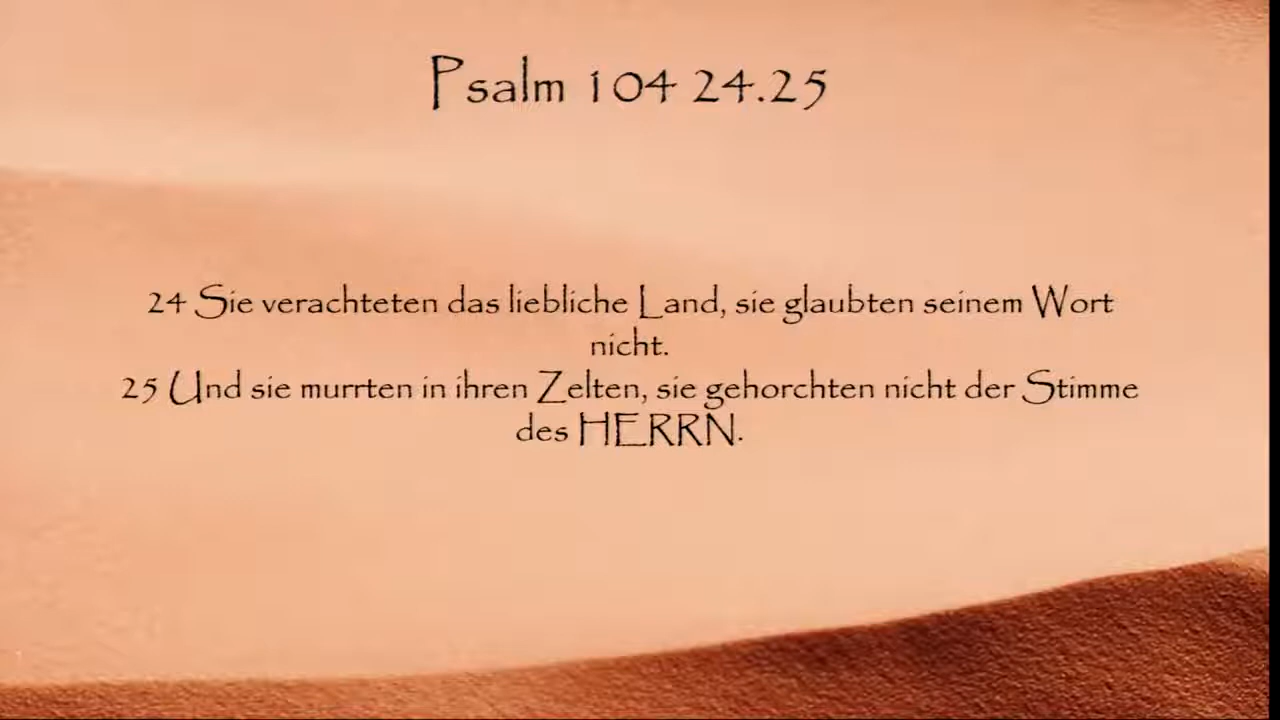 Psalm 104 24.25
24 Sie verachteten das liebliche Land, sie glaubten seinem Wort
nicht.
25 Und sie murrten in ihren Zelten, sie gehorchten nicht der Stimme
des HERRN.